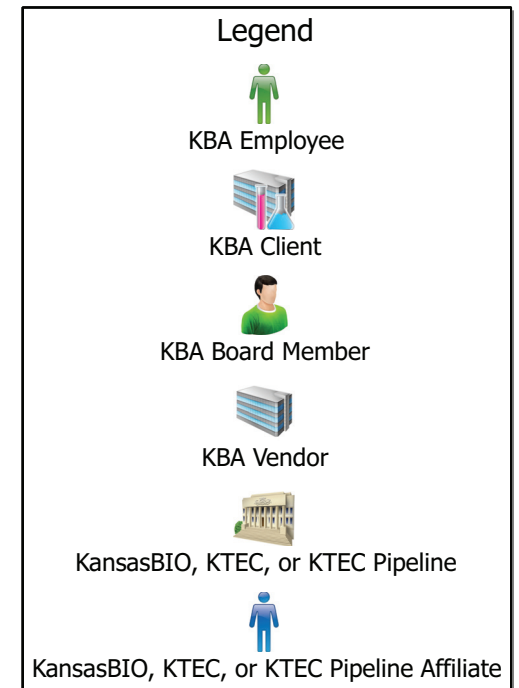 Legend
KBA Employee
KBA Client
KBA Board Member
KBA Vendor
KansasBIO, KTEC, or KTEC Pipeline
KansasBIO, KTEC, or KTEC Pipeline Affiliate